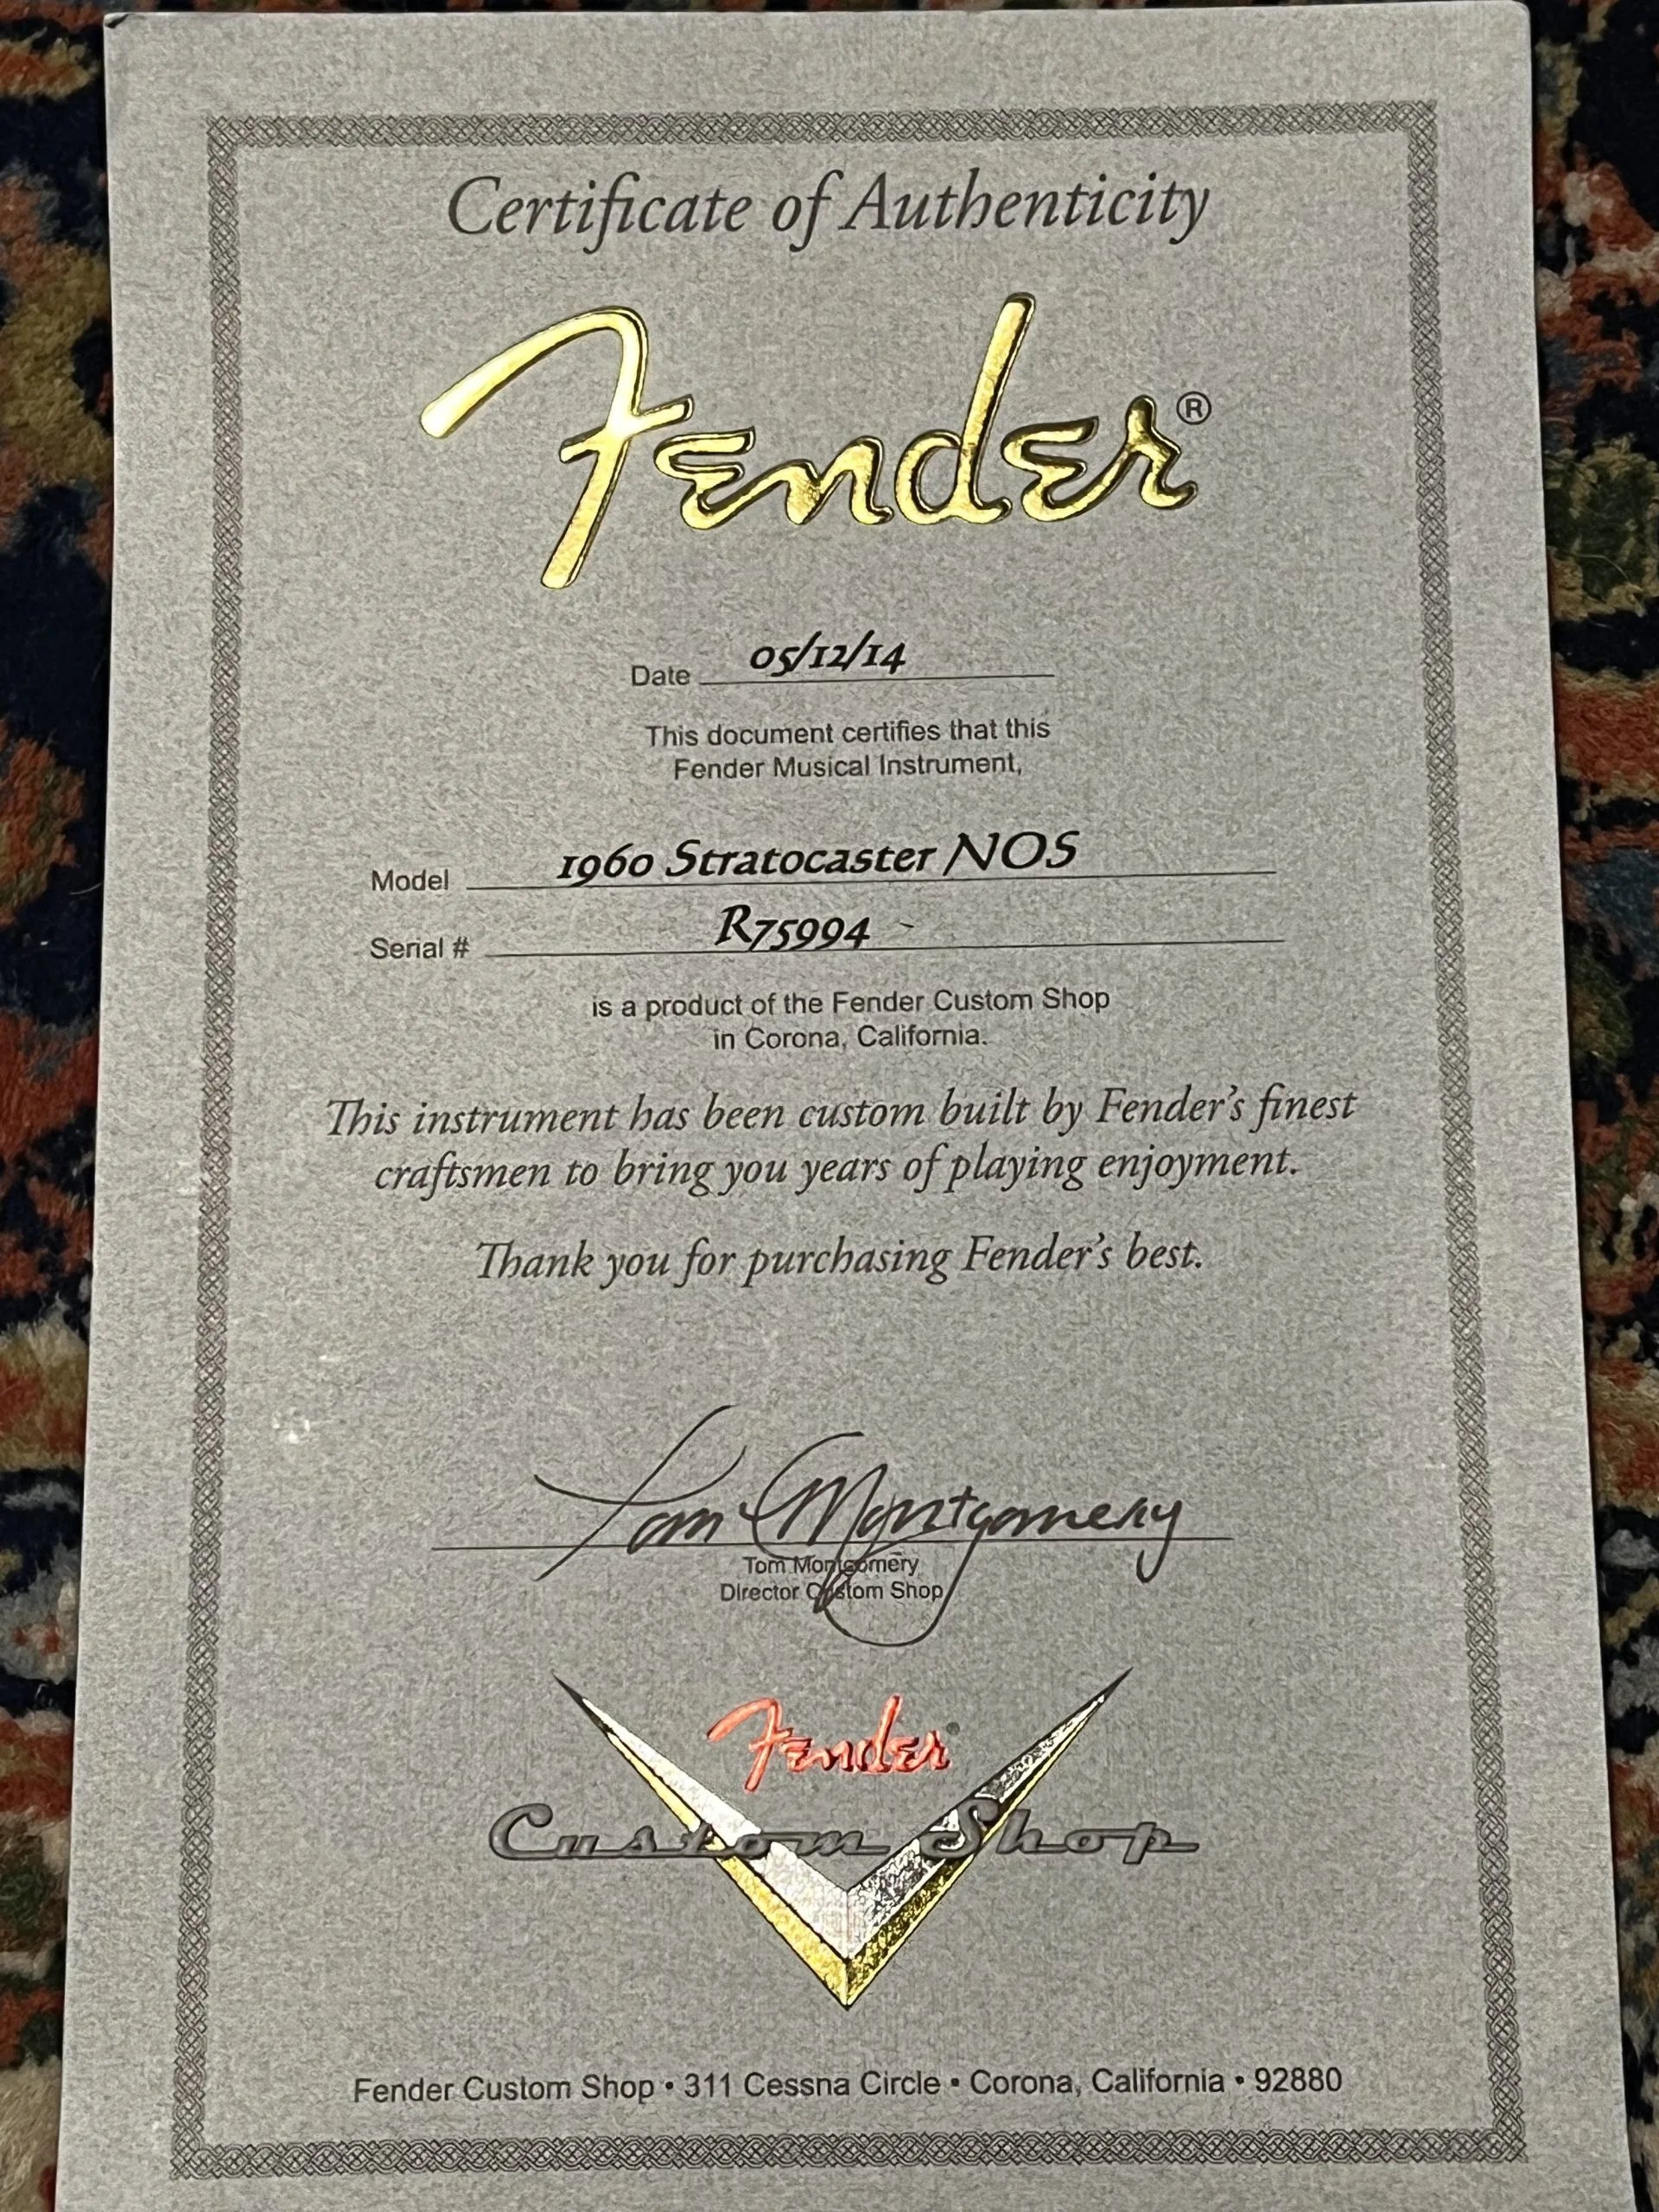 Certificate of Authenticity
Fender®
Date 05/12/14
This document certifies that this
Fender Musical Instrument,
Model 1960 Stratocaster NOS
Serial # R75994
is a product of the Fender Custom Shop
in Corona, California.
This instrument has been custom built by Fender's finest
craftsmen to bring you years of playing enjoyment.
Thank you for purchasing Fender's best.
Tom Montgomery
Tom Montgomery
Director Custom Shop
Fender®
Custom Shop
Fender Custom Shop • 311 Cessna Circle • Corona, California • 92880